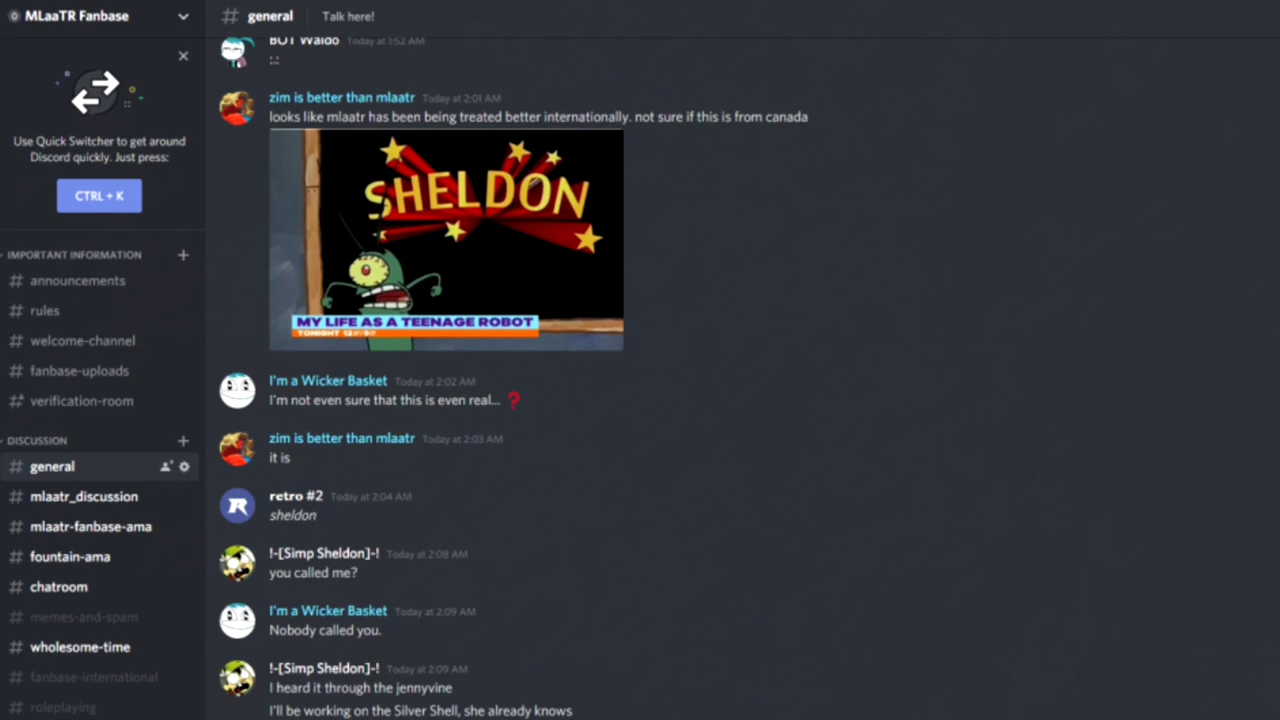 MLaaTR Fanbase
Use Quick Switcher to get around
Discord quickly. Just press:
CTRL + K
IMPORTANT INFORMATION
# announcements
# rules
# welcome-channel
# fanbase-uploads
# verification-room
DISCUSSION
# general
# mlaatr_discussion
# mlaatr-fanbase-ama
# fountain-ama
# chatroom
# memes-and-spam
# wholesome-time
# fanbase-international
# roleplaying
# general Talk here!
BOT Waldo Today at 1:52 AM
: :
zim is better than mlaatr Today at 2:01 AM
looks like mlaatr has been being treated better internationally. not sure if this is from canada
SHELDON
MY LIFE AS A TEENAGE ROBOT
TONIGHT
I'm a Wicker Basket Today at 2:02 AM
I'm not even sure that this is even real... ❓
zim is better than mlaatr Today at 2:03 AM
it is
retro #2 Today at 2:04 AM
sheldon
!-[Simp Sheldon]-! Today at 2:08 AM
you called me?
I'm a Wicker Basket Today at 2:09 AM
Nobody called you.
!-[Simp Sheldon]-! Today at 2:09 AM
I heard it through the jennyvine
I'll be working on the Silver Shell, she already knows